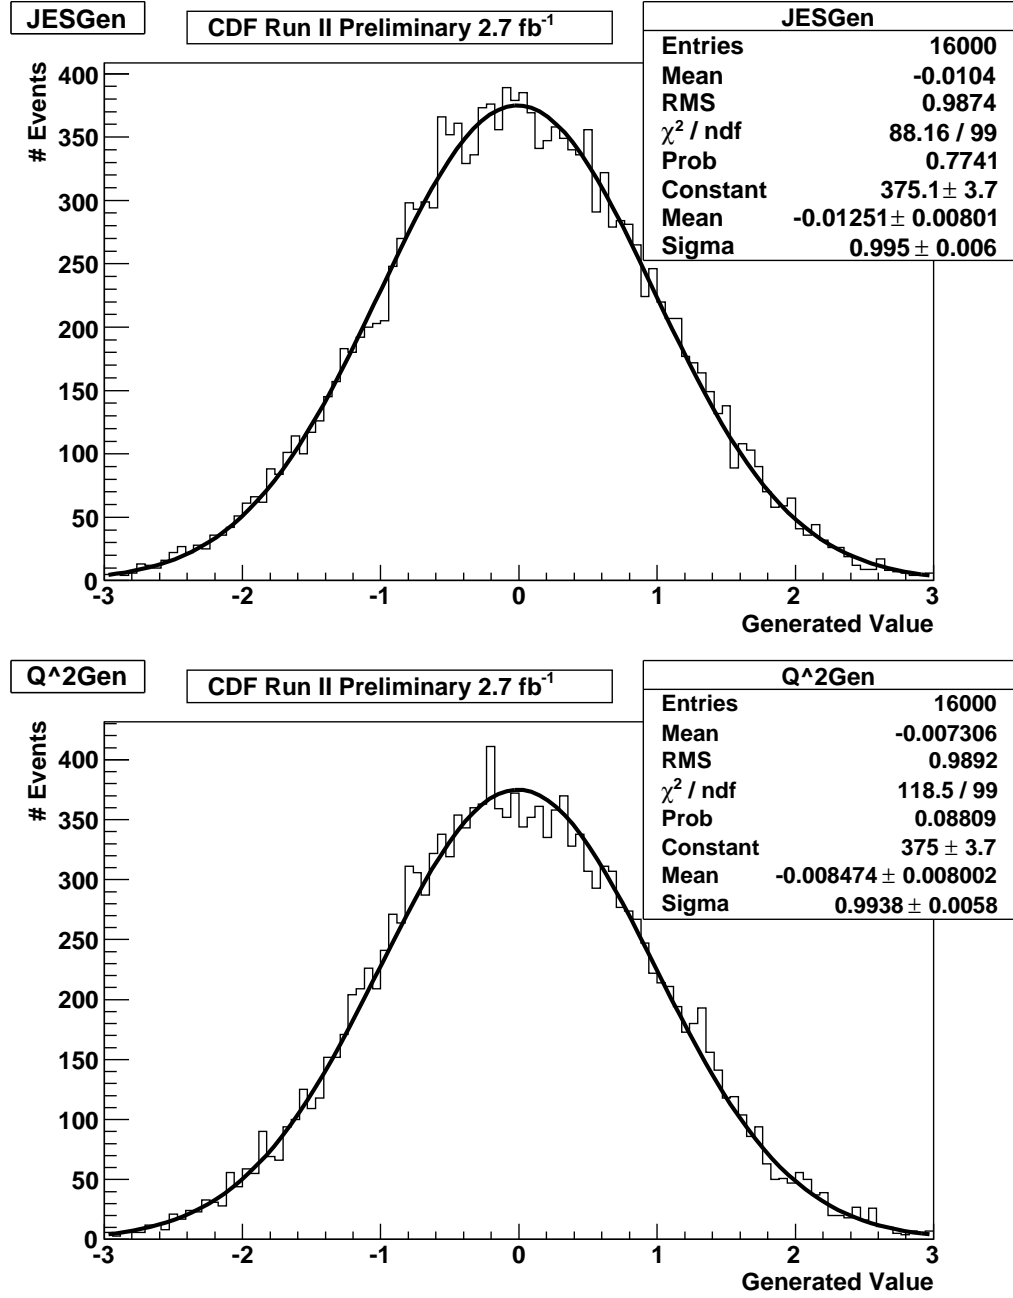 JESGen
CDF Run II Preliminary 2.7 fb⁻¹
JESGen
Entries 16000
Mean -0.0104
RMS 0.9874
χ² / ndf 88.16 / 99
Prob 0.7741
Constant 375.1 ± 3.7
Mean -0.01251 ± 0.00801
Sigma 0.995 ± 0.006
# Events
400
350
300
250
200
150
100
50
0
-3 -2 -1 0 1 2 3
Generated Value
Q^2Gen
CDF Run II Preliminary 2.7 fb⁻¹
Q^2Gen
Entries 16000
Mean -0.007306
RMS 0.9892
χ² / ndf 118.5 / 99
Prob 0.08809
Constant 375 ± 3.7
Mean -0.008474 ± 0.008002
Sigma 0.9938 ± 0.0058
# Events
400
350
300
250
200
150
100
50
0
-3 -2 -1 0 1 2 3
Generated Value